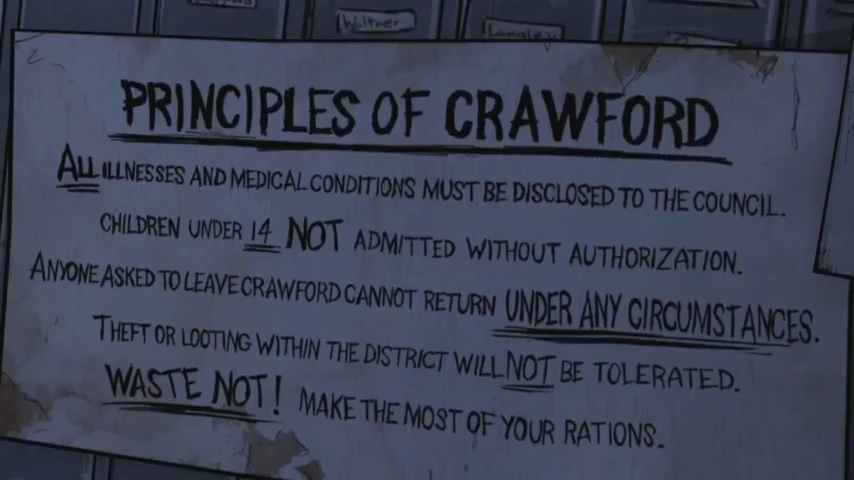 Waltner
PRINCIPLES OF CRAWFORD
ALL ILLNESSES AND MEDICAL CONDITIONS MUST BE DISCLOSED TO THE COUNCIL.
CHILDREN UNDER 14 NOT ADMITTED WITHOUT AUTHORIZATION.
ANYONE ASKED TO LEAVE CRAWFORD CANNOT RETURN UNDER ANY CIRCUMSTANCES.
THEFT OR LOOTING WITHIN THE DISTRICT WILL NOT BE TOLERATED.
WASTE NOT! MAKE THE MOST OF YOUR RATIONS.